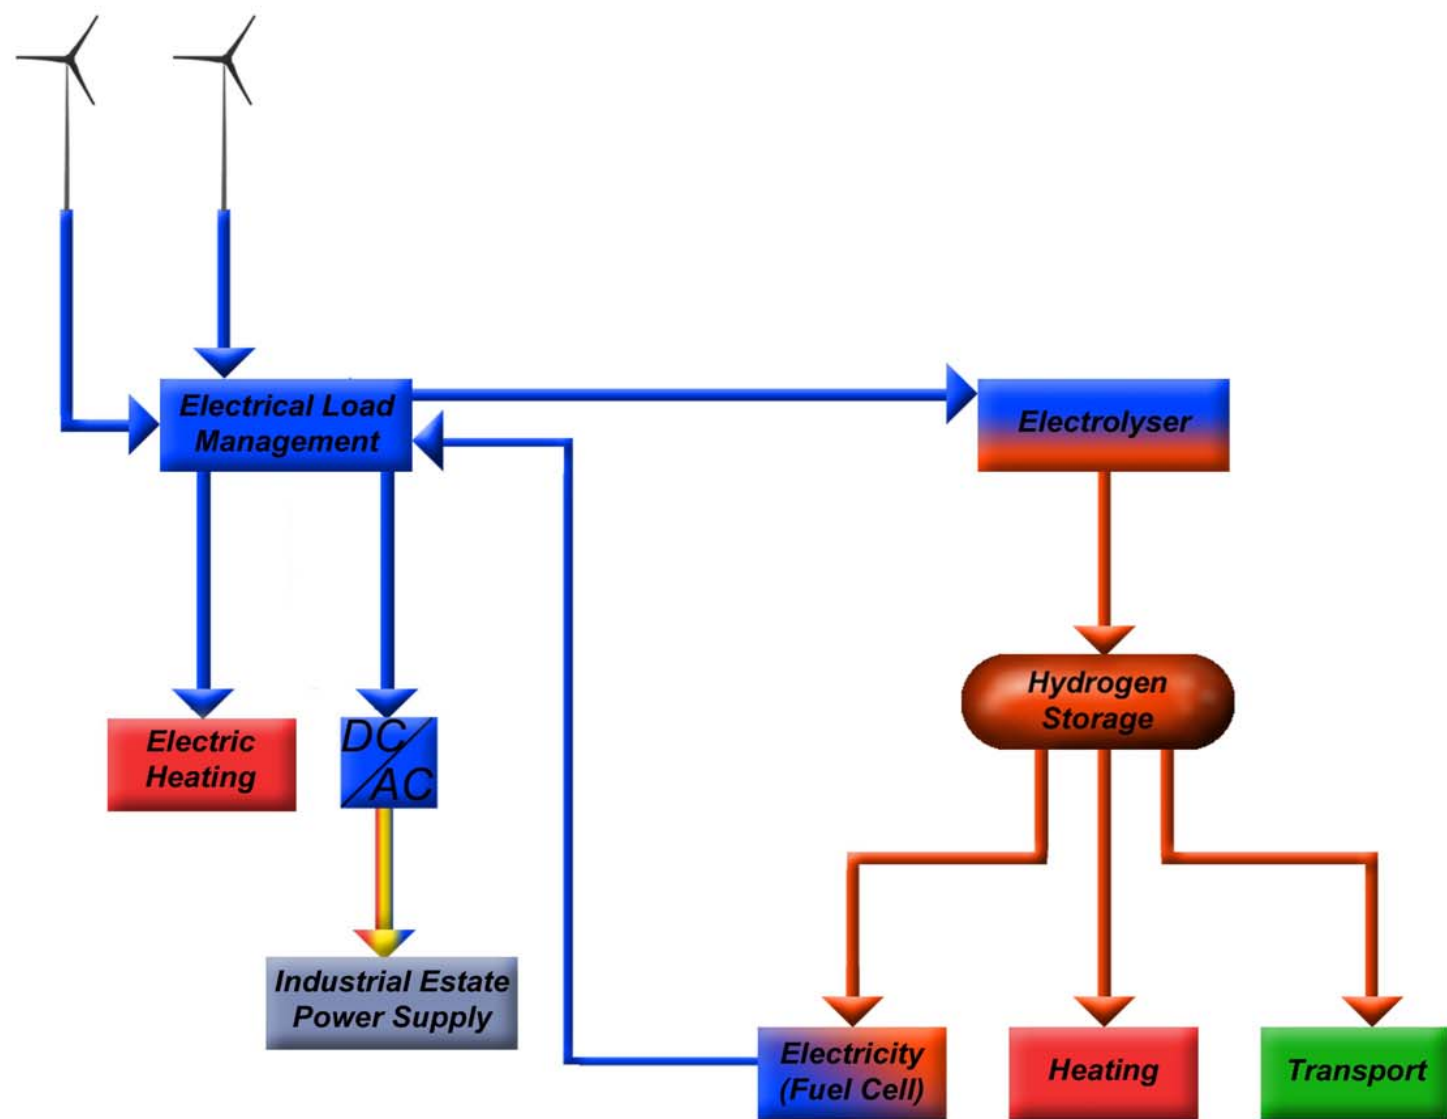 Electrical Load
Management
Electrolyser
Hydrogen
Storage
Electric
Heating
DC/
AC
Industrial Estate
Power Supply
Electricity
(Fuel Cell)
Heating
Transport